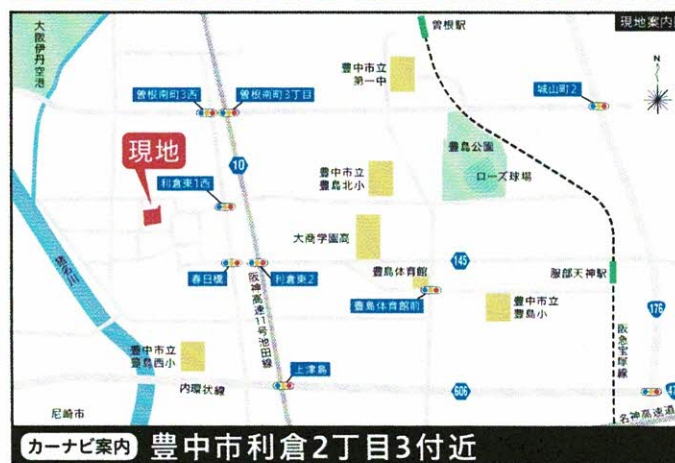 現地案内
大阪伊丹空港
曽根駅
豊中市立
第一中
曽根南町3西
曽根南町3丁目
城山町2
N
現地
10
豊島公園
ローズ球場
豊中市立
豊島北小
利倉東1西
大商学園高
猪名川
春日橋
利倉東2
豊島体育館
145
服部天神駅
豊島体育館前
豊中市立
豊島小
176
阪神高速11号池田線
阪急宝塚線
豊中市立
豊島西小
上津島
内環状線
606
尼崎市
名神高速道
カーナビ案内 豊中市利倉2丁目3付近